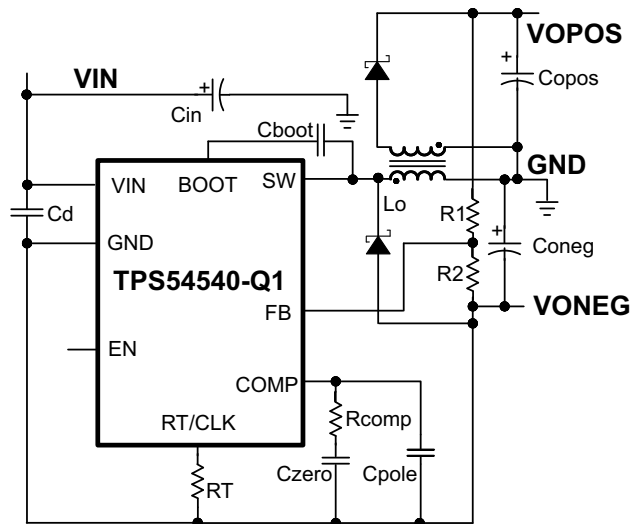 VOPOS
VIN
Copos
Cin
Cboot
GND
VIN
BOOT
SW
Lo
R1
Cd
GND
Coneg
TPS54540-Q1
R2
FB
VONEG
EN
COMP
RT/CLK
Rcomp
Czero
Cpole
RT